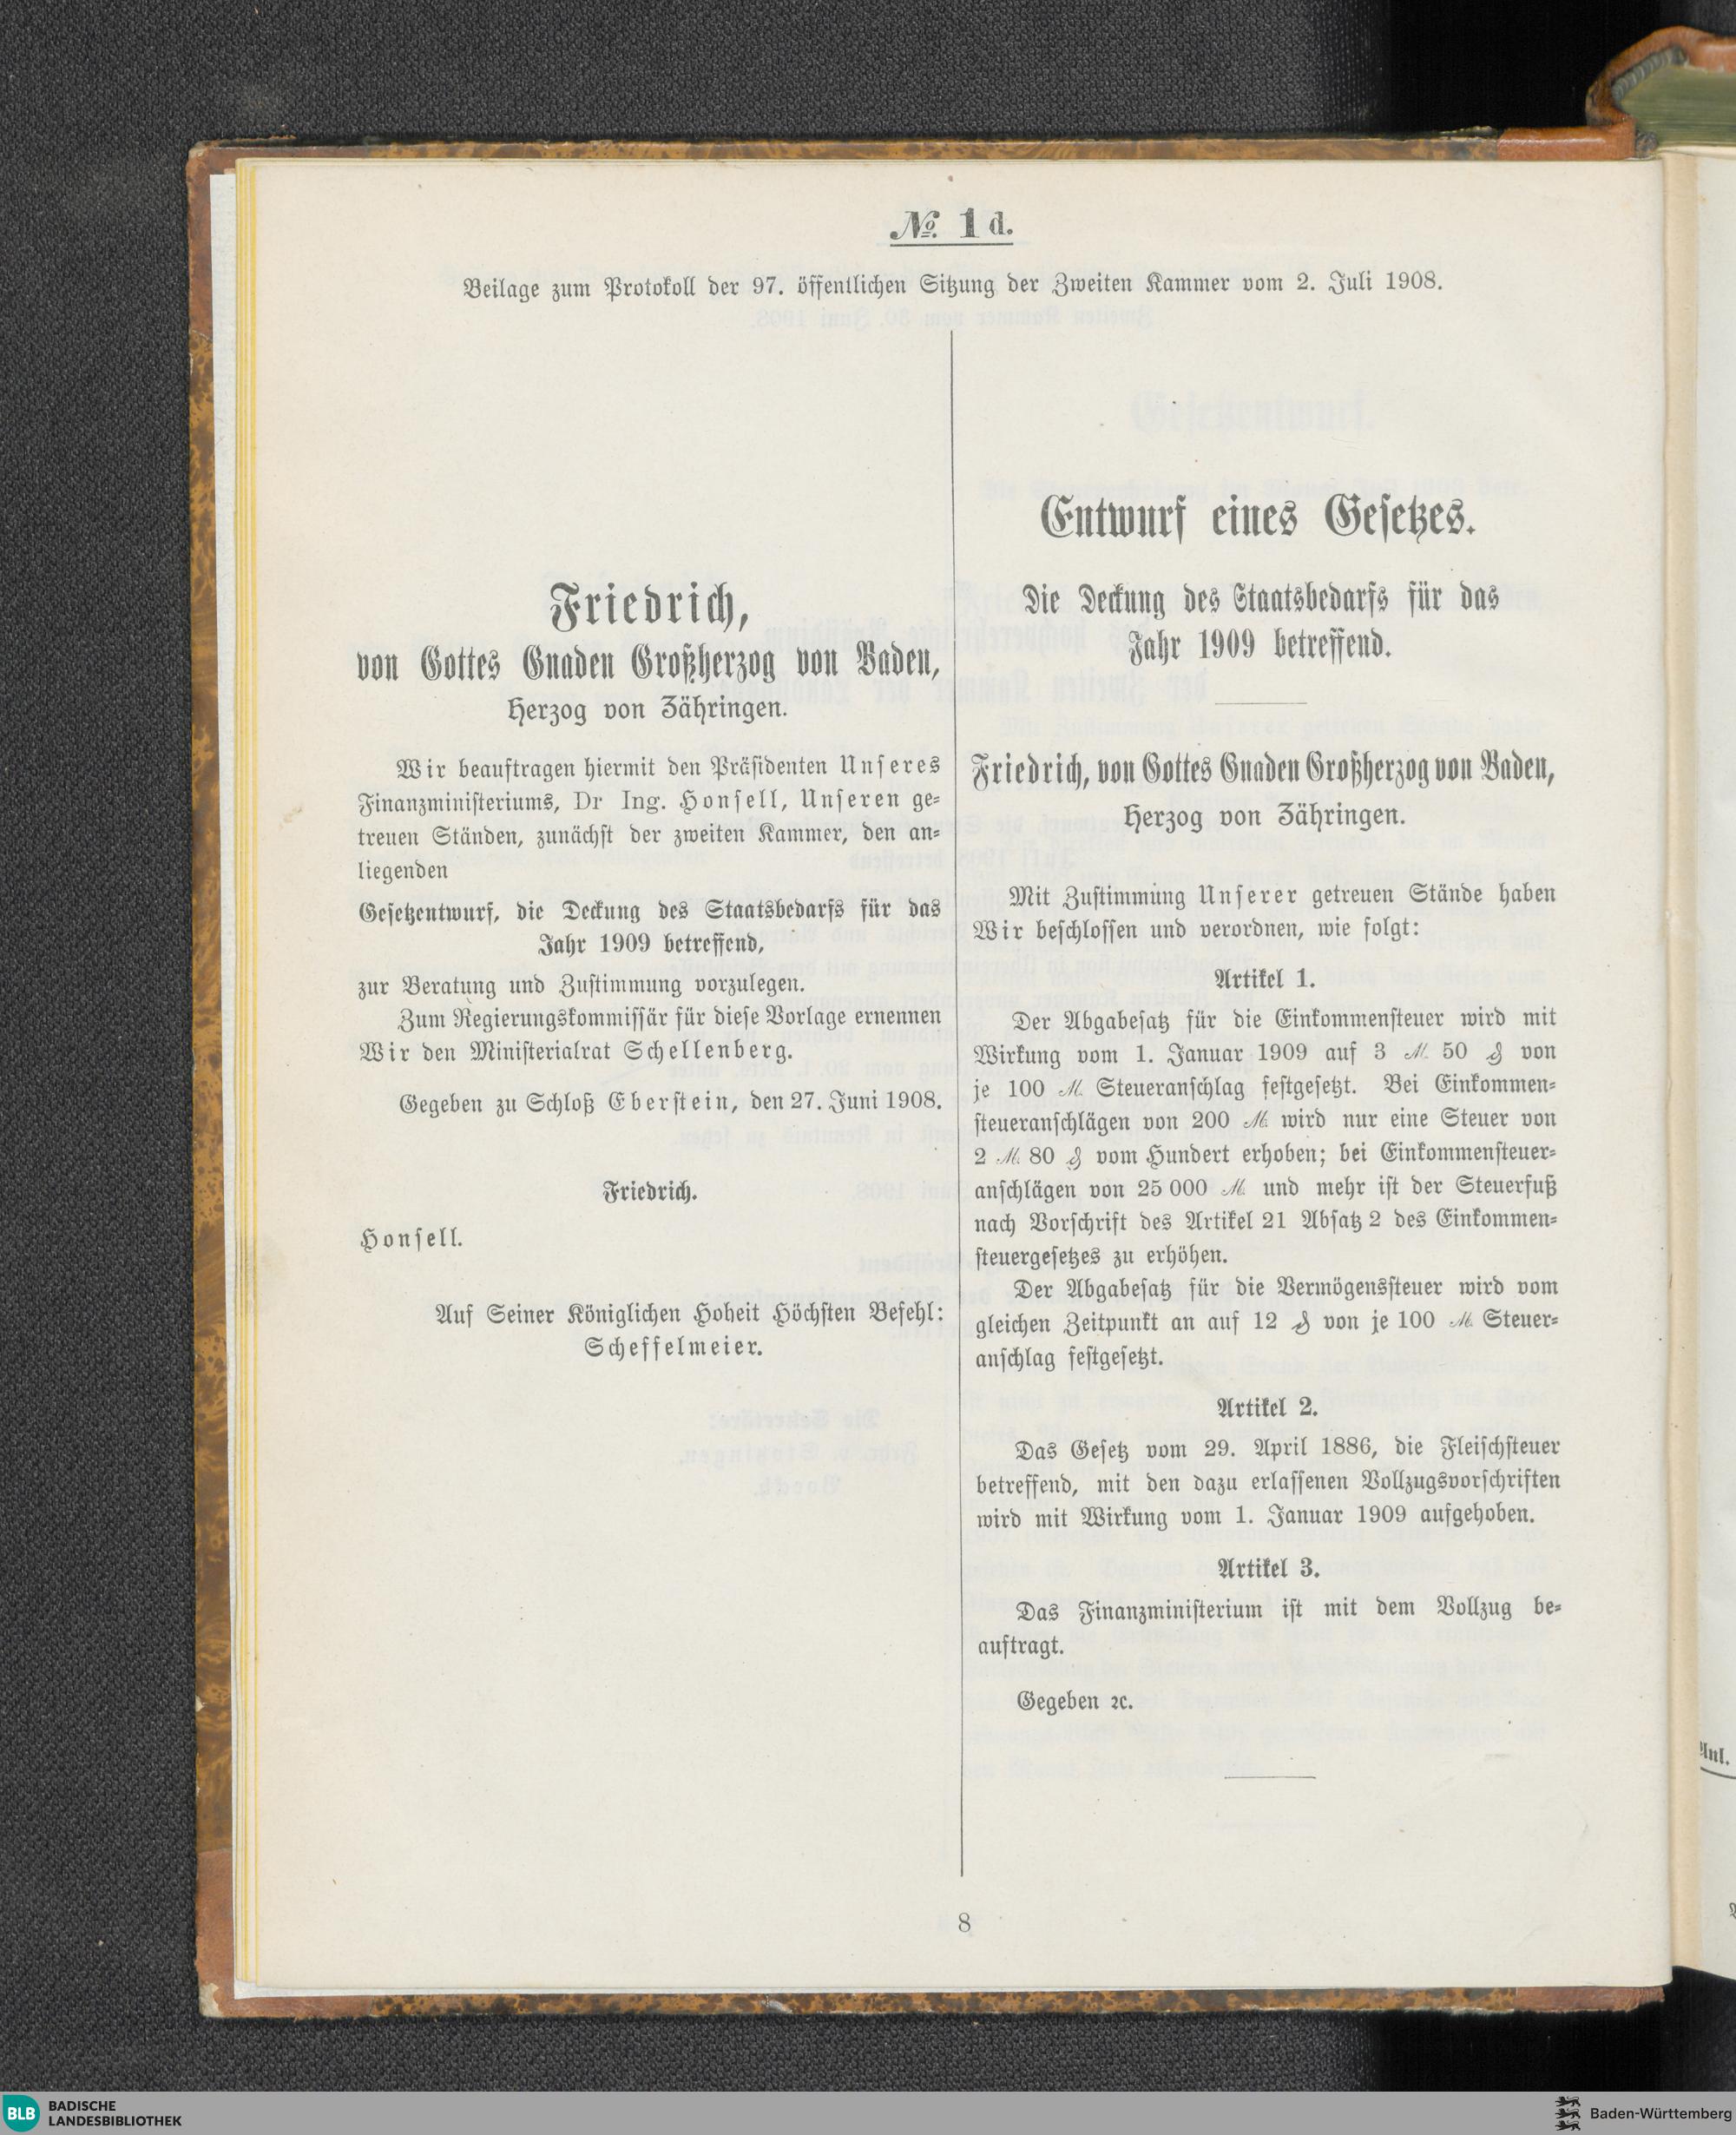 № 1 d.
Beilage zum Protokoll der 97. öffentlichen Sitzung der Zweiten Kammer vom 2. Juli 1908.
Friedrich,
von Gottes Gnaden Großherzog von Baden,
Herzog von Zähringen.
Wir beauftragen hiermit den Präsidenten Unseres
Finanzministeriums, Dr Ing. Honsell, Unseren ge-
treuen Ständen, zunächst der zweiten Kammer, den an-
liegenden
Gesetzentwurf, die Deckung des Staatsbedarfs für das
Jahr 1909 betreffend,
zur Beratung und Zustimmung vorzulegen.
Zum Regierungskommissär für diese Vorlage ernennen
Wir den Ministerialrat Schellenberg.
Gegeben zu Schloß Eberstein, den 27. Juni 1908.
Friedrich.
Honsell.
Auf Seiner Königlichen Hoheit Höchsten Befehl:
Scheffelmeier.
Entwurf eines Gesetzes.
Die Deckung des Staatsbedarfs für das
Jahr 1909 betreffend.
Friedrich, von Gottes Gnaden Großherzog von Baden,
Herzog von Zähringen.
Mit Zustimmung Unserer getreuen Stände haben
Wir beschlossen und verordnen, wie folgt:
Artikel 1.
Der Abgabesatz für die Einkommensteuer wird mit
Wirkung vom 1. Januar 1909 auf 3 ℳ 50 ₰ von
je 100 ℳ Steueranschlag festgesetzt. Bei Einkommen-
steueranschlägen von 200 ℳ wird nur eine Steuer von
2 ℳ 80 ₰ vom Hundert erhoben; bei Einkommensteuer-
anschlägen von 25 000 ℳ und mehr ist der Steuerfuß
nach Vorschrift des Artikel 21 Absatz 2 des Einkommen-
steuergesetzes zu erhöhen.
Der Abgabesatz für die Vermögenssteuer wird vom
gleichen Zeitpunkt an auf 12 ₰ von je 100 ℳ Steuer-
anschlag festgesetzt.
Artikel 2.
Das Gesetz vom 29. April 1886, die Fleischsteuer
betreffend, mit den dazu erlassenen Vollzugsvorschriften
wird mit Wirkung vom 1. Januar 1909 aufgehoben.
Artikel 3.
Das Finanzministerium ist mit dem Vollzug be-
auftragt.
Gegeben ꝛc.
8
Anl.
BLB BADISCHE
LANDESBIBLIOTHEK
Baden-Württemberg